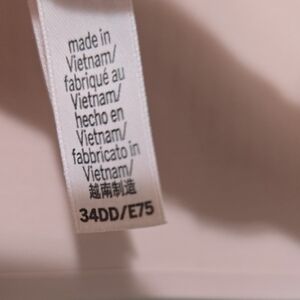 made in
Vietnam/
fabriqué au
Vietnam/
hecho en
Vietnam/
fabbricato in
Vietnam/
越南制造
34DD/E75